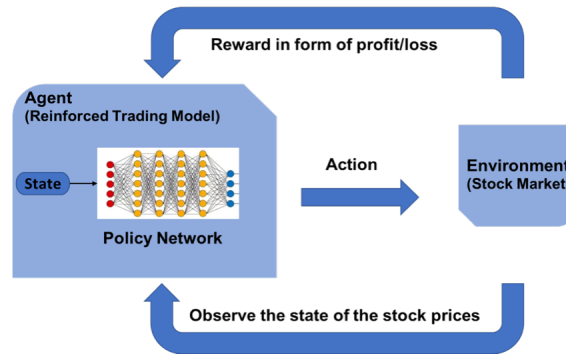 Reward in form of profit/loss
Agent
(Reinforced Trading Model)
State
Policy Network
Action
Environment
(Stock Market
Observe the state of the stock prices